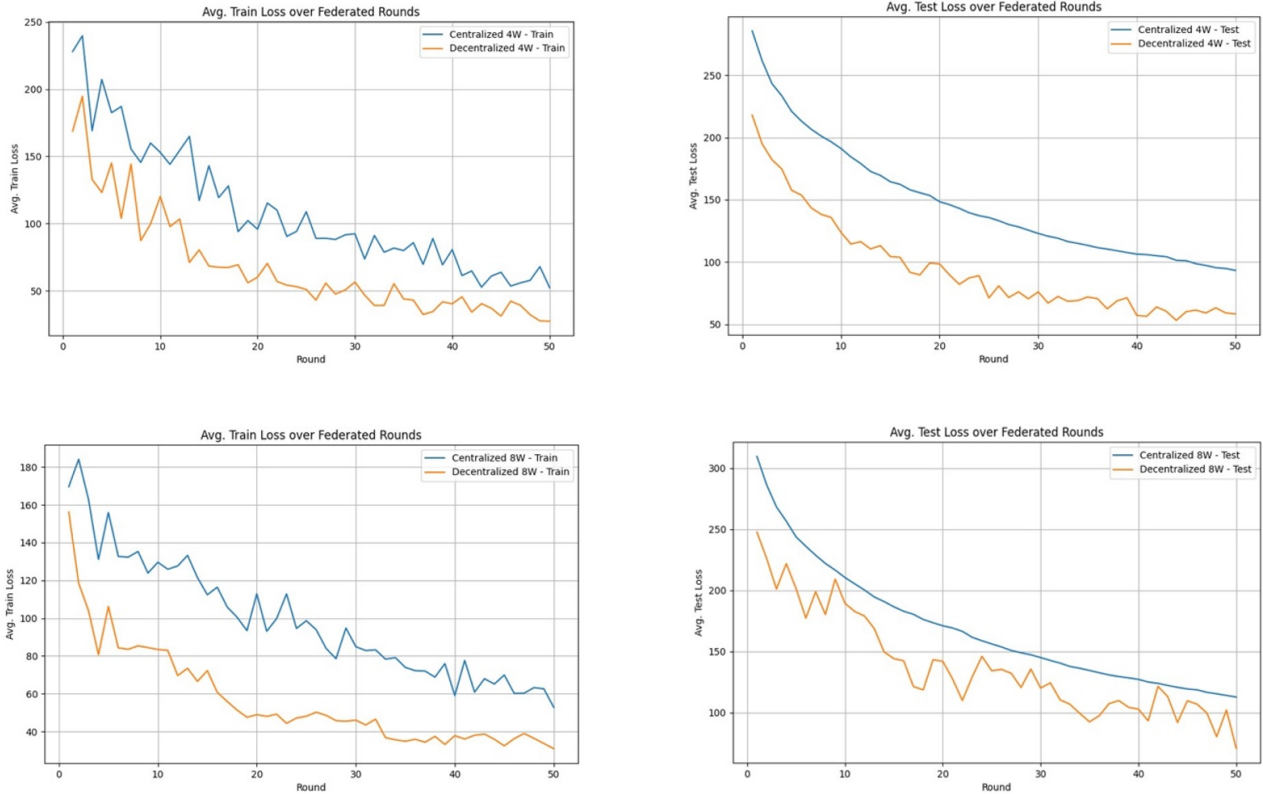 Avg. Train Loss over Federated Rounds
250
200
150
100
50
Avg. Train Loss
Centralized 4W - Train
Decentralized 4W - Train
0 10 20 30 40 50
Round
Avg. Test Loss over Federated Rounds
250
200
150
100
50
Avg. Test Loss
Centralized 4W - Test
Decentralized 4W - Test
0 10 20 30 40 50
Round
Avg. Train Loss over Federated Rounds
180
160
140
120
100
80
60
40
Avg. Train Loss
Centralized 8W - Train
Decentralized 8W - Train
0 10 20 30 40 50
Round
Avg. Test Loss over Federated Rounds
300
250
200
150
100
Avg. Test Loss
Centralized 8W - Test
Decentralized 8W - Test
0 10 20 30 40 50
Round